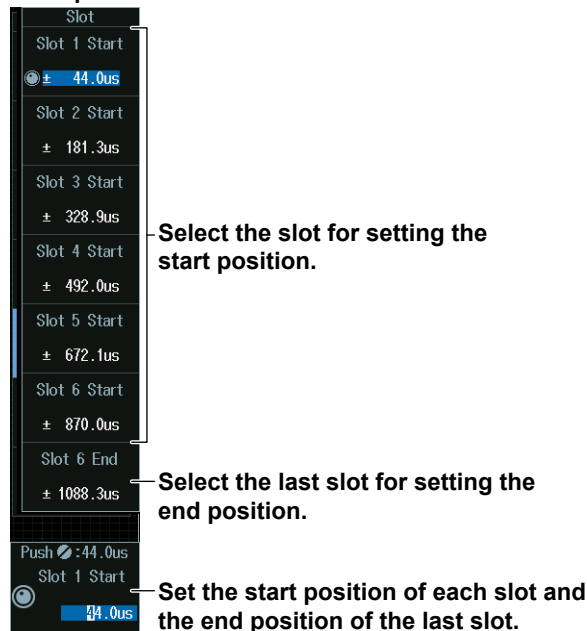 Slot
Slot 1 Start
± 44.0us
Slot 2 Start
± 181.3us
Slot 3 Start
± 328.9us
Slot 4 Start
± 492.0us
Slot 5 Start
± 672.1us
Slot 6 Start
± 870.0us
Slot 6 End
± 1088.3us
Select the slot for setting the
start position.
Select the last slot for setting the
end position.
Push :44.0us
Slot 1 Start
44.0us
Set the start position of each slot and
the end position of the last slot.